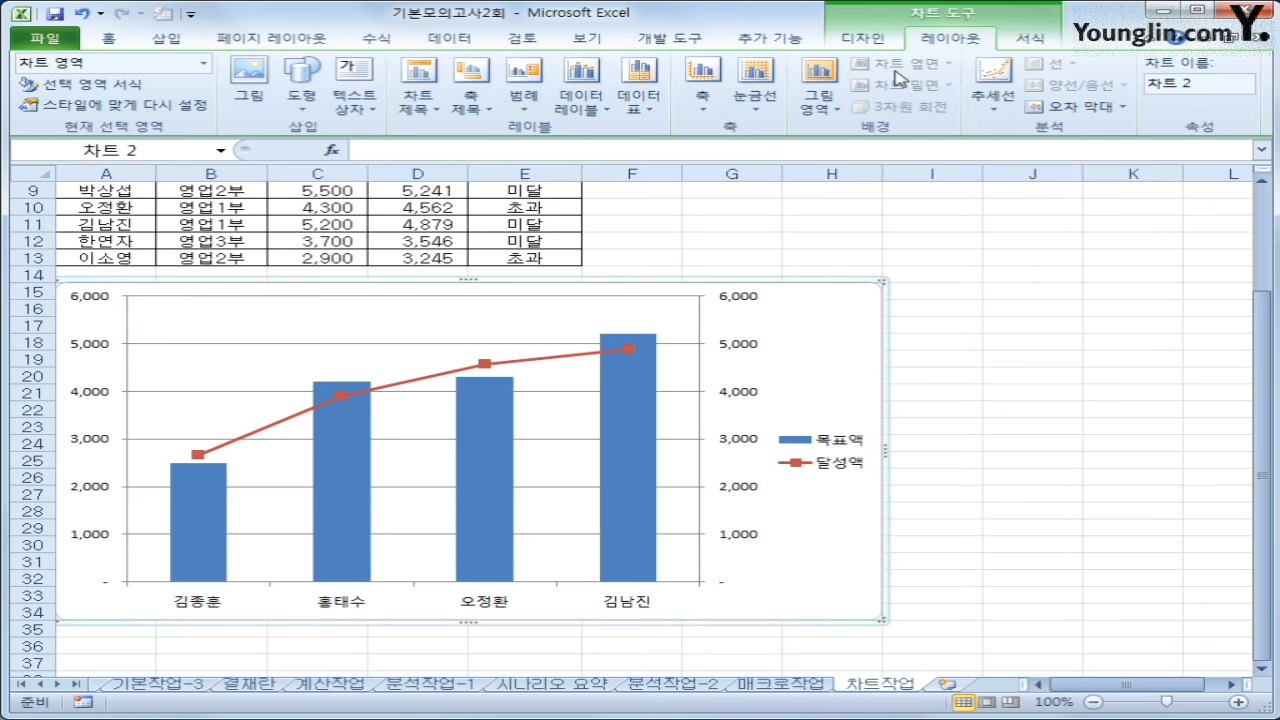 기본모의고사2회 - Microsoft Excel
차트 도구
YoungJin.com Y.
파일 홈 삽입 페이지 레이아웃 수식 데이터 검토 보기 개발 도구 추가 기능 디자인 레이아웃 서식
차트 영역
선택 영역 서식
스타일에 맞게 다시 설정
현재 선택 영역
그림 도형 텍스트 상자
삽입
차트 제목 축 제목 범례 데이터 레이블 데이터 표
레이블
축 눈금선
축
그림 영역
차트 옆면
차트 밑면
3차원 회전
배경
추세선
선
양선/음선
오차 막대
분석
차트 이름:
차트 2
속성
차트 2 fx
A B C D E F G H I J K L
9 박상섭 영업2부 5,500 5,241 미달
10 오정환 영업1부 4,300 4,562 초과
11 김남진 영업1부 5,200 4,879 미달
12 한연자 영업3부 3,700 3,546 미달
13 이소영 영업2부 2,900 3,245 초과
14
15
16
17
18
19
20
21
22
23
24
25
26
27
28
29
30
31
32
33
34
35
36
37
6,000 6,000
5,000 5,000
4,000 4,000
3,000 3,000
2,000 2,000
1,000 1,000
- -
목표액
달성액
김종훈 홍태수 오정환 김남진
기본작업-3 결재란 계산작업 분석작업-1 시나리오 요약 분석작업-2 매크로작업 차트작업
준비 100%